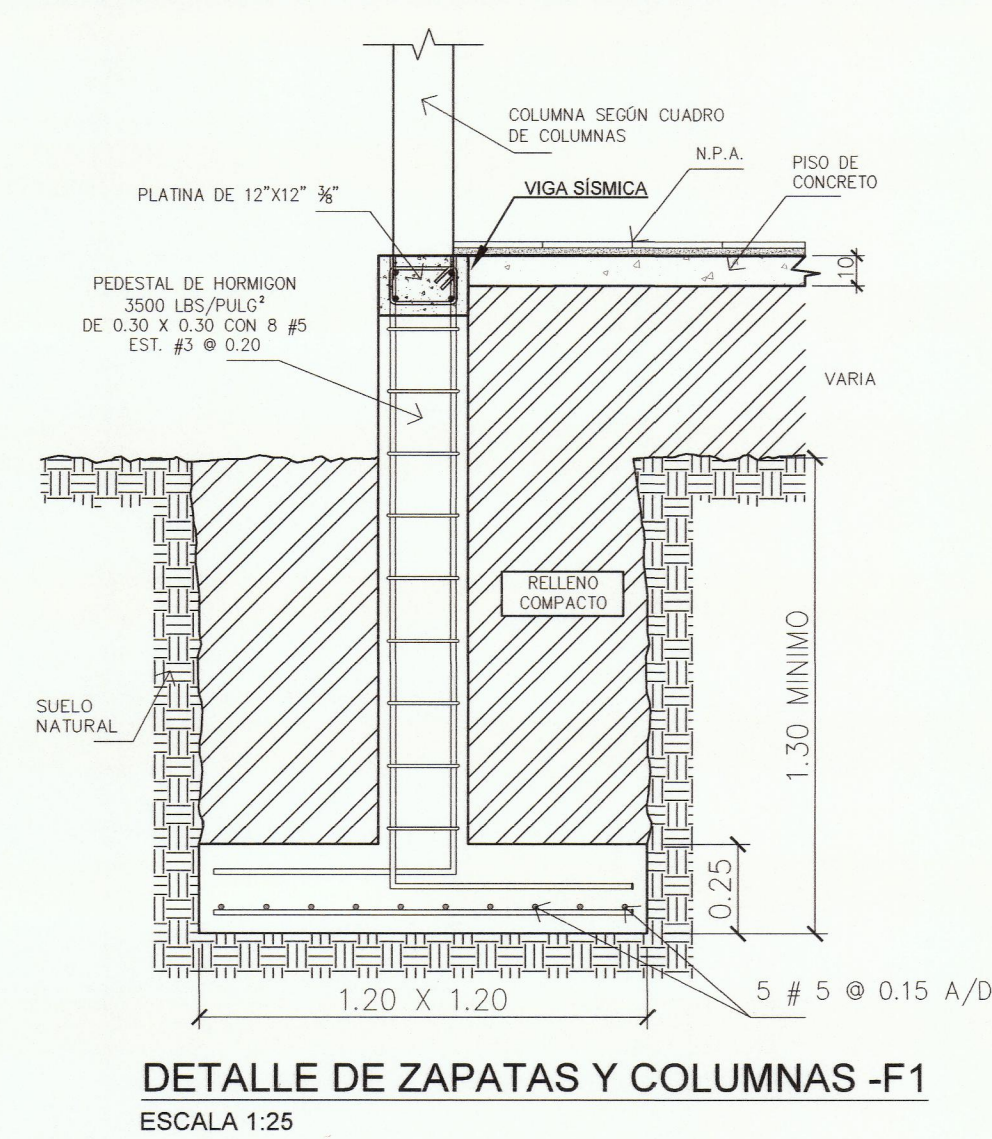 COLUMNA SEGÚN CUADRO
DE COLUMNAS
N.P.A.
PISO DE
CONCRETO
PLATINA DE 12"X12" ⅜"
VIGA SÍSMICA
10
PEDESTAL DE HORMIGON
3500 LBS/PULG²
DE 0.30 X 0.30 CON 8 #5
EST. #3 @ 0.20
VARIA
RELLENO
COMPACTO
1.30 MINIMO
SUELO
NATURAL
0.25
1.20 X 1.20
5 # 5 @ 0.15 A/D
DETALLE DE ZAPATAS Y COLUMNAS -F1
ESCALA 1:25